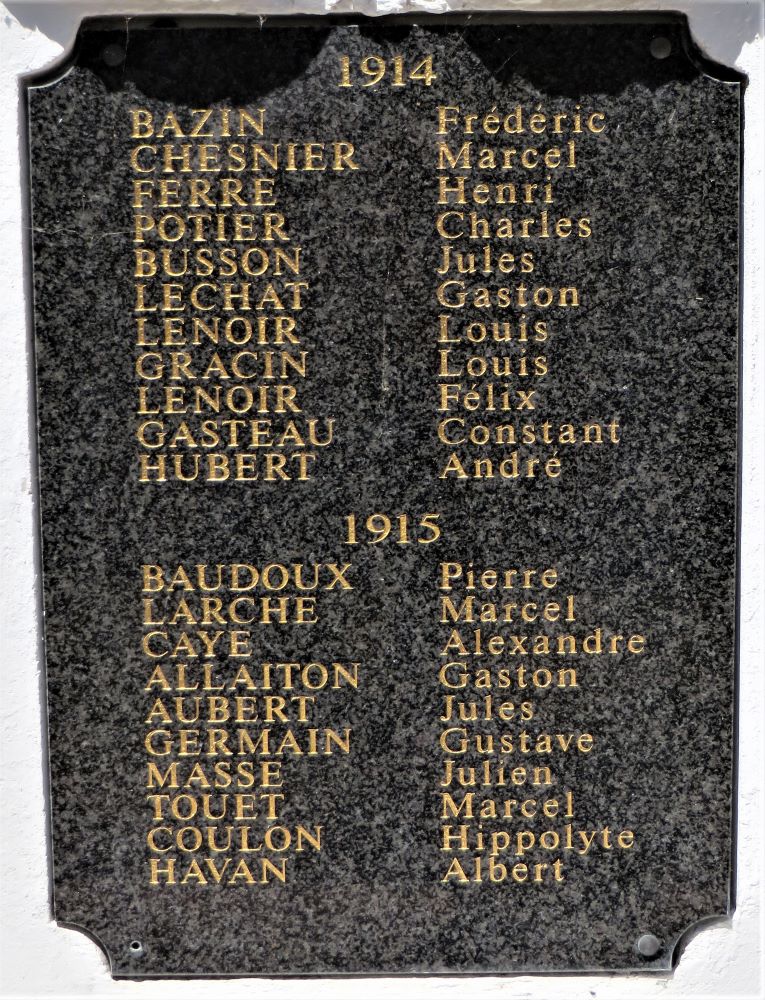 1914
BAZIN Frédéric
CHESNIER Marcel
FERRE Henri
POTIER Charles
BUSSON Jules
LECHAT Gaston
LENOIR Louis
GRACIN Louis
LENOIR Félix
GASTEAU Constant
HUBERT André
1915
BAUDOUX Pierre
LARCHE Marcel
CAYE Alexandre
ALLAITON Gaston
AUBERT Jules
GERMAIN Gustave
MASSE Julien
TOUET Marcel
COULON Hippolyte
HAVAN Albert